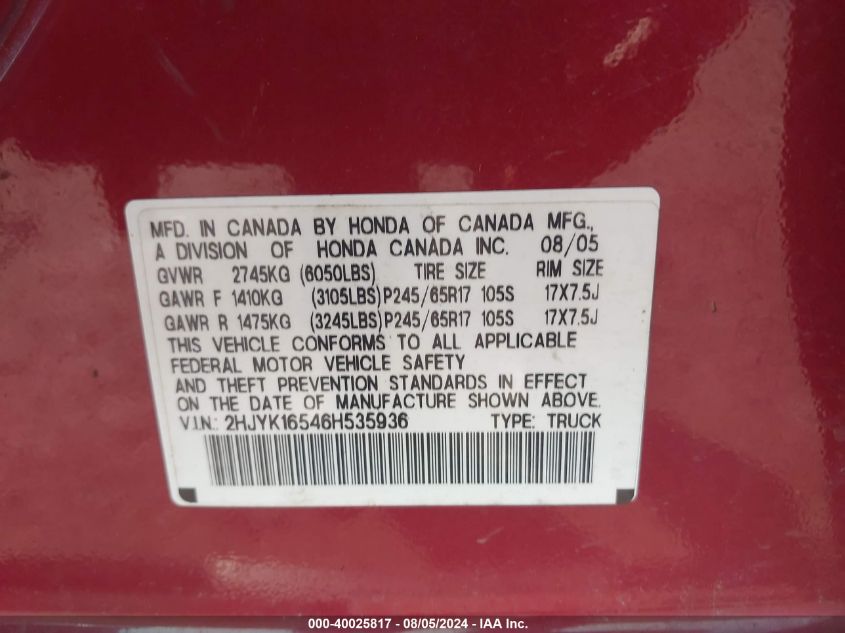 MFD. IN CANADA BY HONDA OF CANADA MFG.,
A DIVISION OF HONDA CANADA INC. 08/05
GVWR 2745KG (6050LBS) TIRE SIZE RIM SIZE
GAWR F 1410KG (3105LBS) P245/65R17 105S 17X7.5J
GAWR R 1475KG (3245LBS) P245/65R17 105S 17X7.5J
THIS VEHICLE CONFORMS TO ALL APPLICABLE
FEDERAL MOTOR VEHICLE SAFETY
AND THEFT PREVENTION STANDARDS IN EFFECT
ON THE DATE OF MANUFACTURE SHOWN ABOVE.
V.I.N.: 2HJYK16546H535936 TYPE: TRUCK
000-40025817 - 08/05/2024 - IAA Inc.